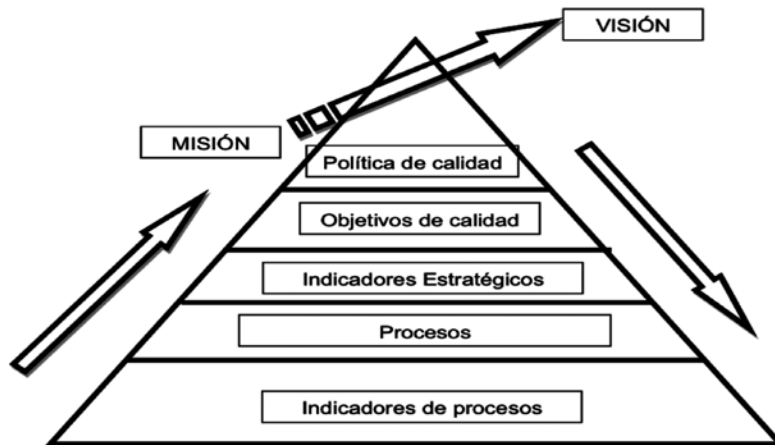 VISIÓN
MISIÓN
Política de calidad
Objetivos de calidad
Indicadores Estratégicos
Procesos
Indicadores de procesos